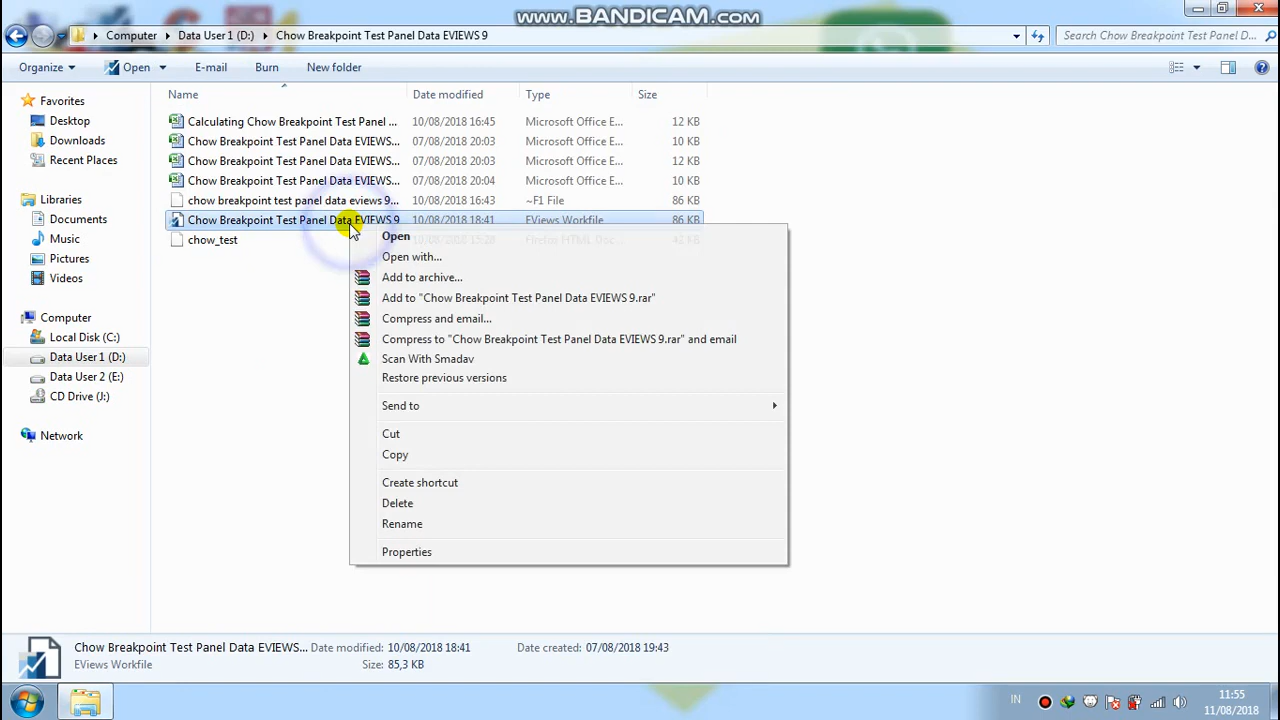 www.BANDICAM.com
Computer
Data User 1 (D:)
Chow Breakpoint Test Panel Data EVIEWS 9
Search Chow Breakpoint Test Panel D...
Organize
Open
E-mail
Burn
New folder
Name
Date modified
Type
Size
Calculating Chow Breakpoint Test Panel ... 10/08/2018 16:45 Microsoft Office E... 12 KB
Chow Breakpoint Test Panel Data EVIEWS... 07/08/2018 20:03 Microsoft Office E... 10 KB
Chow Breakpoint Test Panel Data EVIEWS... 07/08/2018 20:03 Microsoft Office E... 12 KB
Chow Breakpoint Test Panel Data EVIEWS... 07/08/2018 20:04 Microsoft Office E... 10 KB
chow breakpoint test panel data eviews 9... 10/08/2018 16:43 ~F1 File 86 KB
Chow Breakpoint Test Panel Data EVIEWS 9 10/08/2018 18:41 EViews Workfile 86 KB
chow_test 10/08/2018 15:28 Firefox HTML Doc... 42 KB
Favorites
Desktop
Downloads
Recent Places
Libraries
Documents
Music
Pictures
Videos
Computer
Local Disk (C:)
Data User 1 (D:)
Data User 2 (E:)
CD Drive (J:)
Network
Open
Open with...
Add to archive...
Add to "Chow Breakpoint Test Panel Data EVIEWS 9.rar"
Compress and email...
Compress to "Chow Breakpoint Test Panel Data EVIEWS 9.rar" and email
Scan With Smadav
Restore previous versions
Send to
Cut
Copy
Create shortcut
Delete
Rename
Properties
Chow Breakpoint Test Panel Data EVIEWS... Date modified: 10/08/2018 18:41 Date created: 07/08/2018 19:43
EViews Workfile Size: 85,3 KB
IN
11:55
11/08/2018